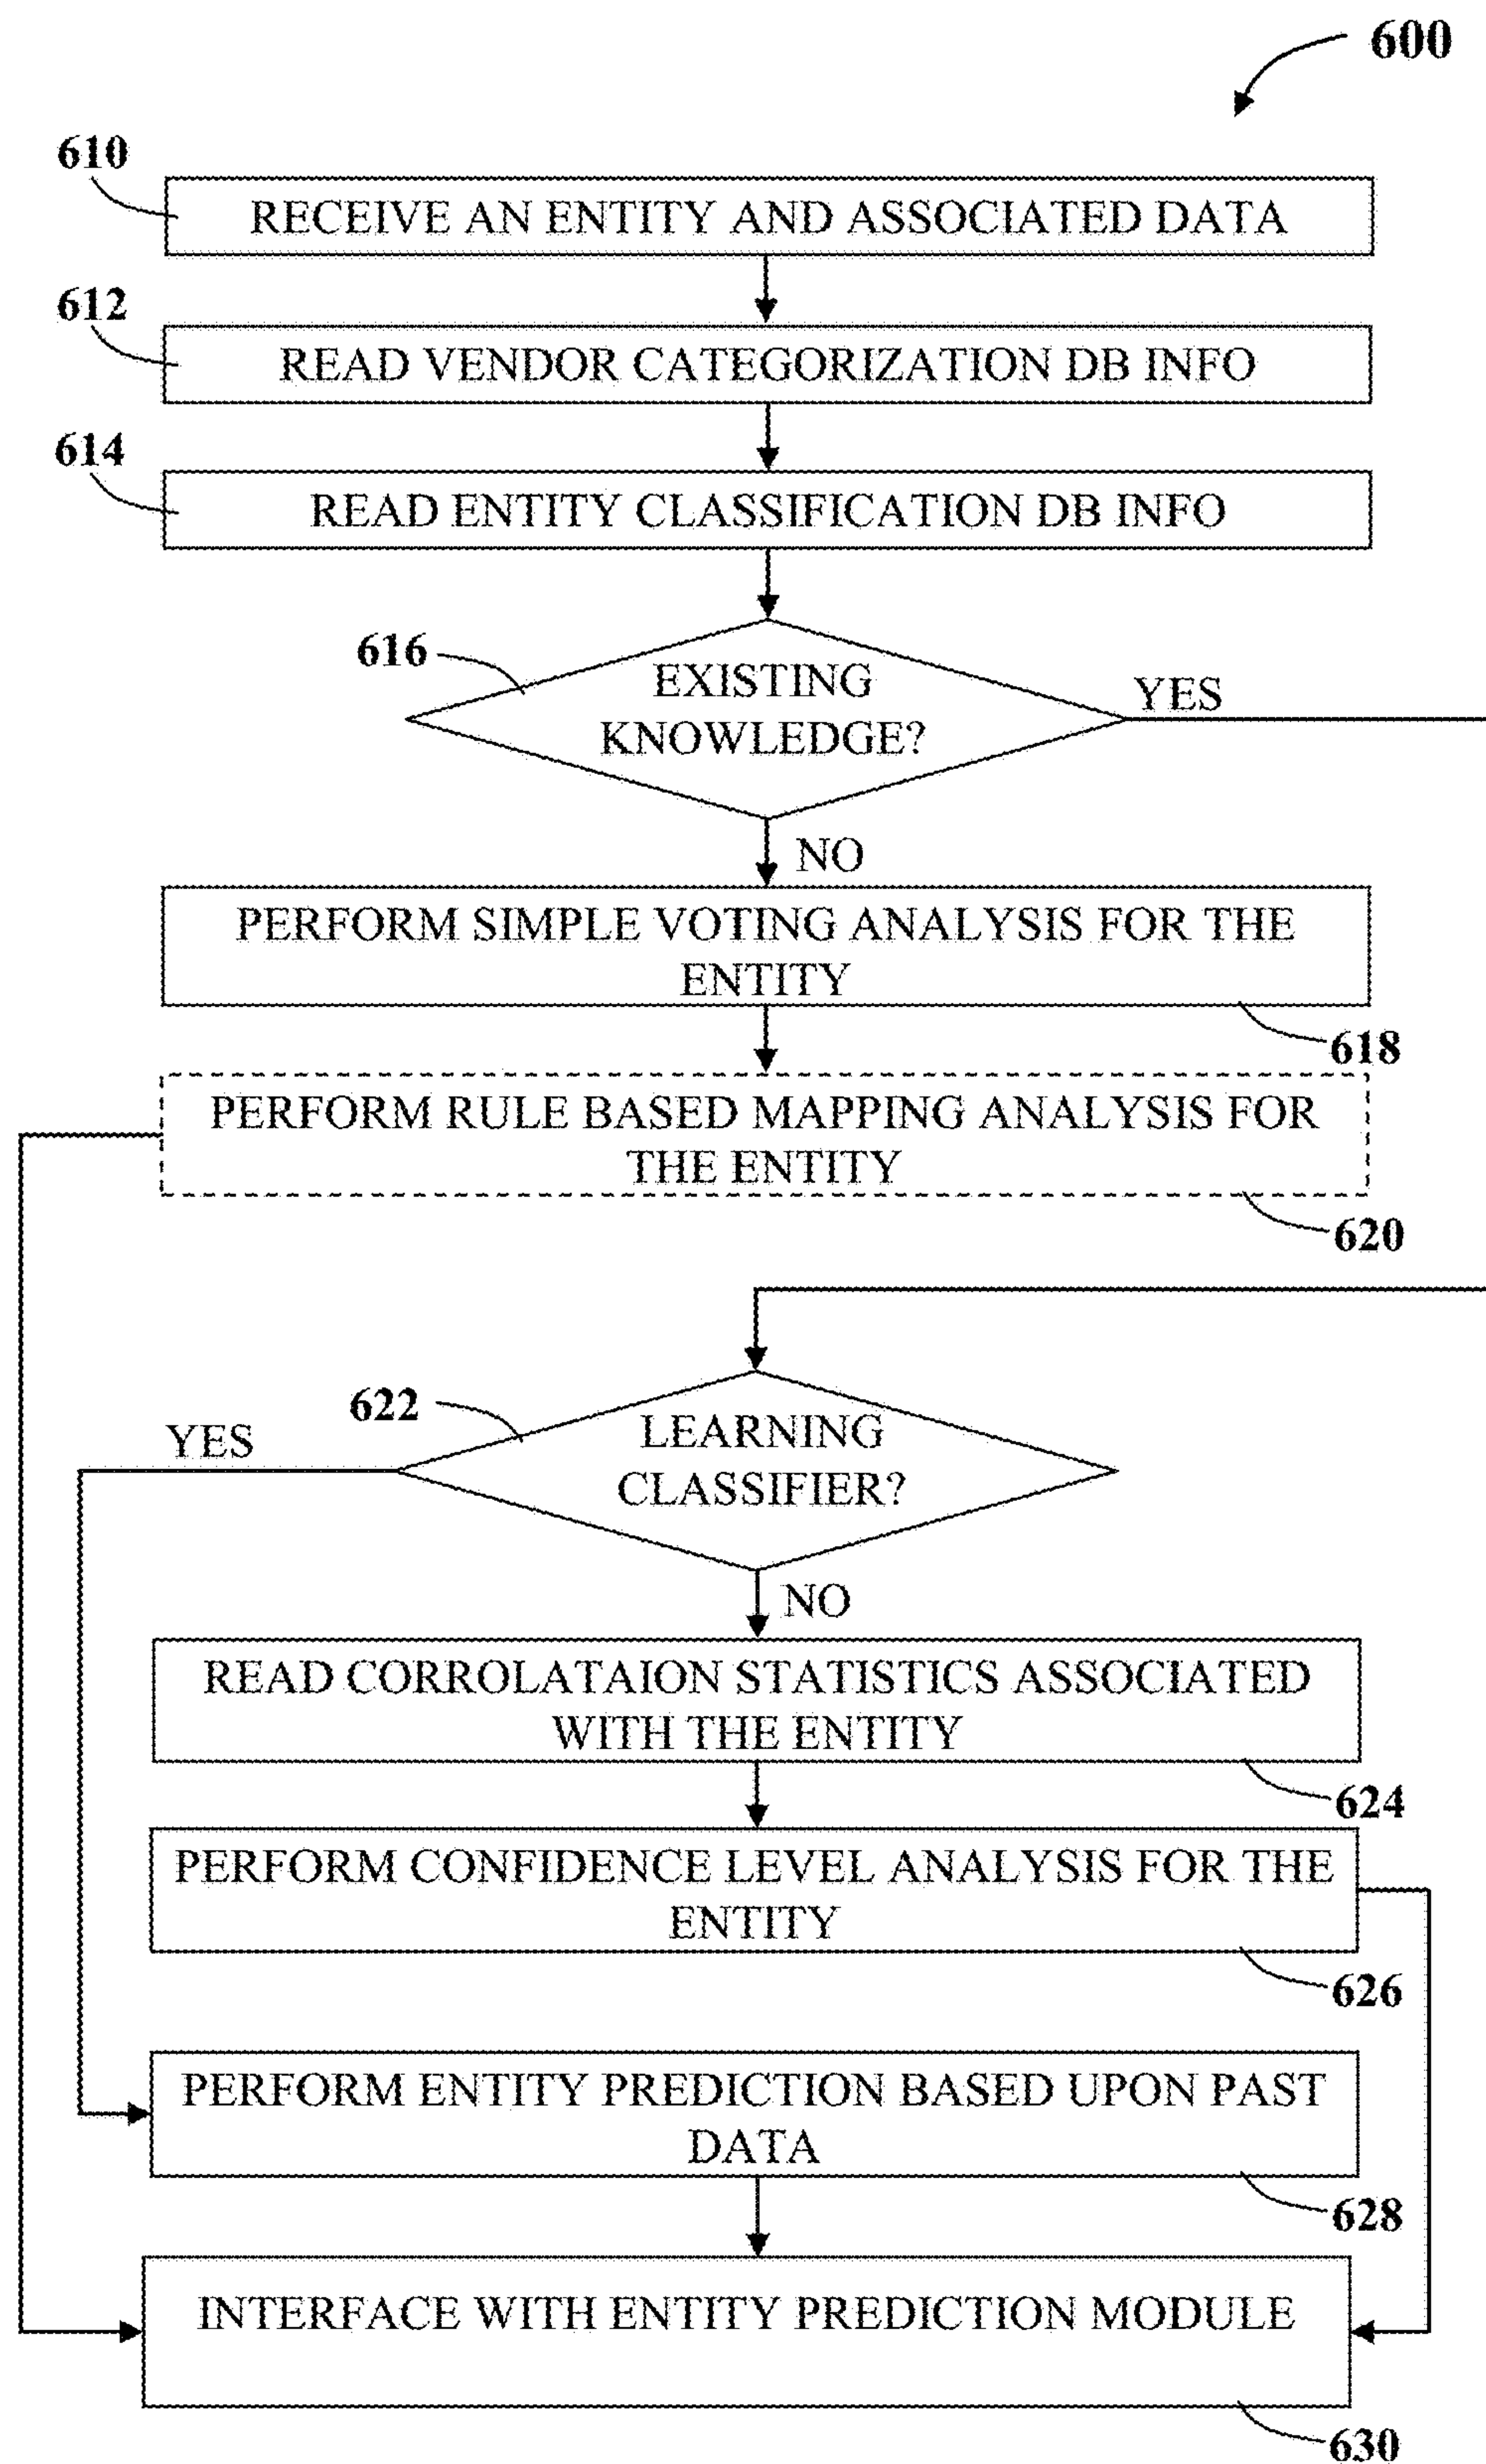 600
610
RECEIVE AN ENTITY AND ASSOCIATED DATA
612
READ VENDOR CATEGORIZATION DB INFO
614
READ ENTITY CLASSIFICATION DB INFO
616
EXISTING
KNOWLEDGE?
YES
NO
PERFORM SIMPLE VOTING ANALYSIS FOR THE
ENTITY
618
PERFORM RULE BASED MAPPING ANALYSIS FOR
THE ENTITY
620
622
YES
LEARNING
CLASSIFIER?
NO
READ CORROLATAION STATISTICS ASSOCIATED
WITH THE ENTITY
624
PERFORM CONFIDENCE LEVEL ANALYSIS FOR THE
ENTITY
626
PERFORM ENTITY PREDICTION BASED UPON PAST
DATA
628
INTERFACE WITH ENTITY PREDICTION MODULE
630